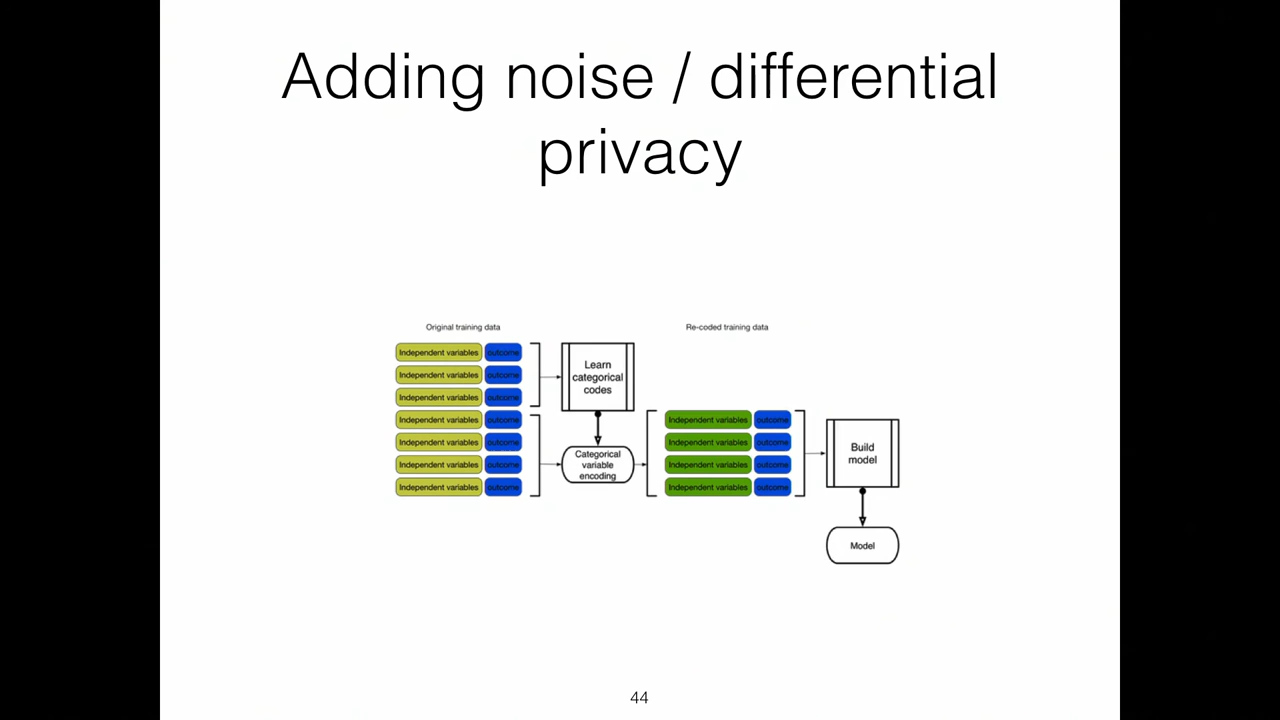 Adding noise / differential
privacy
Original training data
Independent variables outcome
Independent variables outcome
Independent variables outcome
Independent variables outcome
Independent variables outcome
Independent variables outcome
Independent variables outcome
Learn
categorical
codes
Categorical
variable
encoding
Re-coded training data
Independent variables outcome
Independent variables outcome
Independent variables outcome
Independent variables outcome
Build
model
Model
44